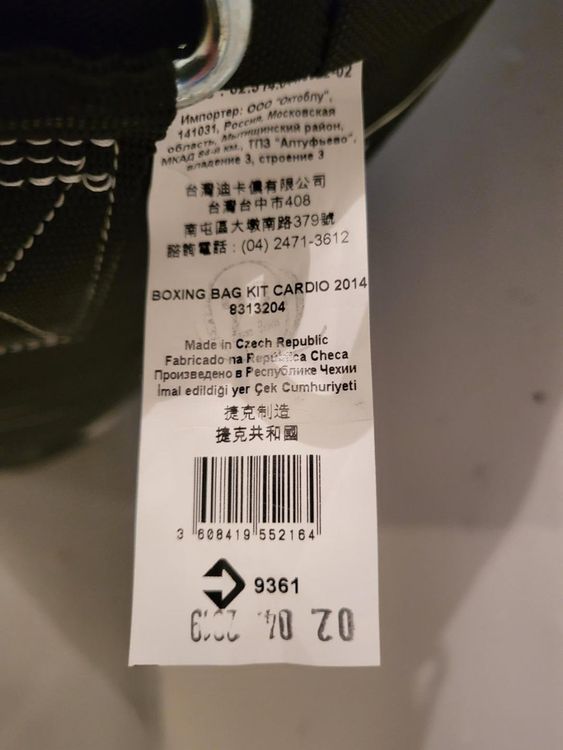 Импортер: ООО "Октоблу",
141031, Россия, Московская
область, Мытищинский район,
МКАД 84-й км., ТПЗ "Алтуфьево",
владение 3, строение 3
台灣迪卡儂有限公司
台灣台中市408
南屯區大墩南路379號
諮詢電話：(04) 2471-3612
BOXING BAG KIT CARDIO 2014
8313204
Made in Czech Republic
Fabricado na República Checa
Произведено в Республике Чехии
İmal edildiği yer Çek Cumhuriyeti
捷克制造
捷克共和國
3 608419 552164
9361
02 04